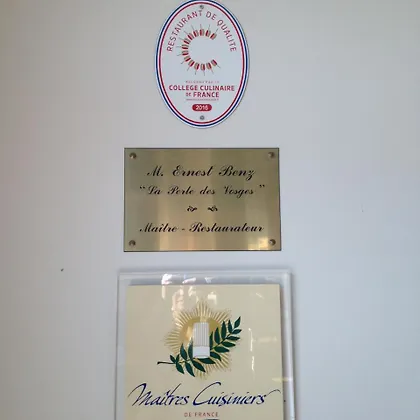 RESTAURANT DE QUALITÉ
COLLÈGE CULINAIRE
DE FRANCE
2016
M. Ernest Benz
"La Perle des Vosges"
Maître - Restaurateur
Maîtres Cuisiniers
DE FRANCE